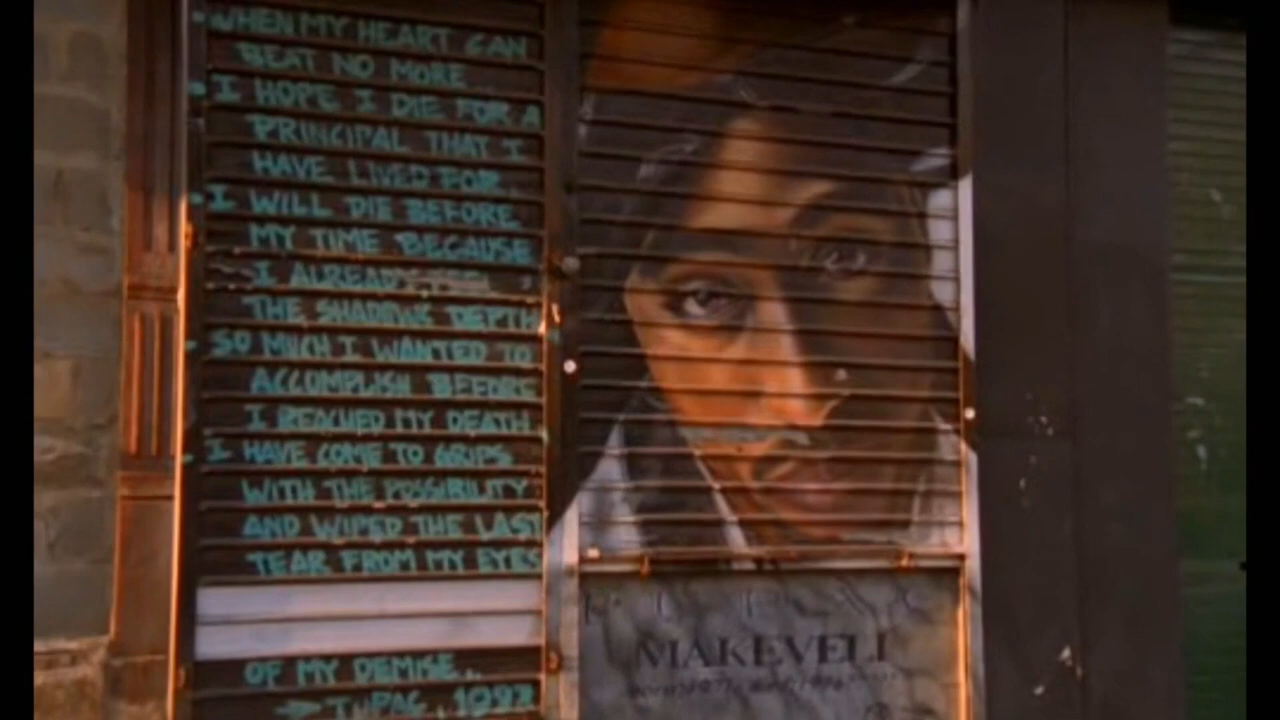 WHEN MY HEART CAN
BEAT NO MORE
I HOPE I DIE FOR A
PRINCIPAL THAT I
HAVE LIVED FOR.
I WILL DIE BEFORE
MY TIME BECAUSE
I ALREADY
THE SHADOWS DEPTH
SO MUCH I WANTED TO
ACCOMPLISH BEFORE
I REACHED MY DEATH
I HAVE COME TO GRIPS
WITH THE POSSIBILITY
AND WIPED THE LAST
TEAR FROM MY EYES
OF MY DEMISE..
TUPAC, 1992
MAKEVELI